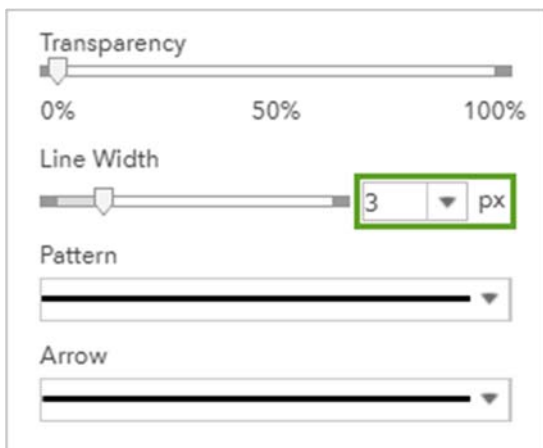 Transparency
0% 50% 100%
Line Width
3 px
Pattern
Arrow